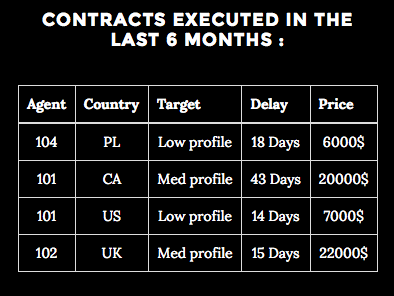 CONTRACTS EXECUTED IN THE
LAST 6 MONTHS :
Agent Country Target Delay Price
104 PL Low profile 18 Days 6000$
101 CA Med profile 43 Days 20000$
101 US Low profile 14 Days 7000$
102 UK Med profile 15 Days 22000$